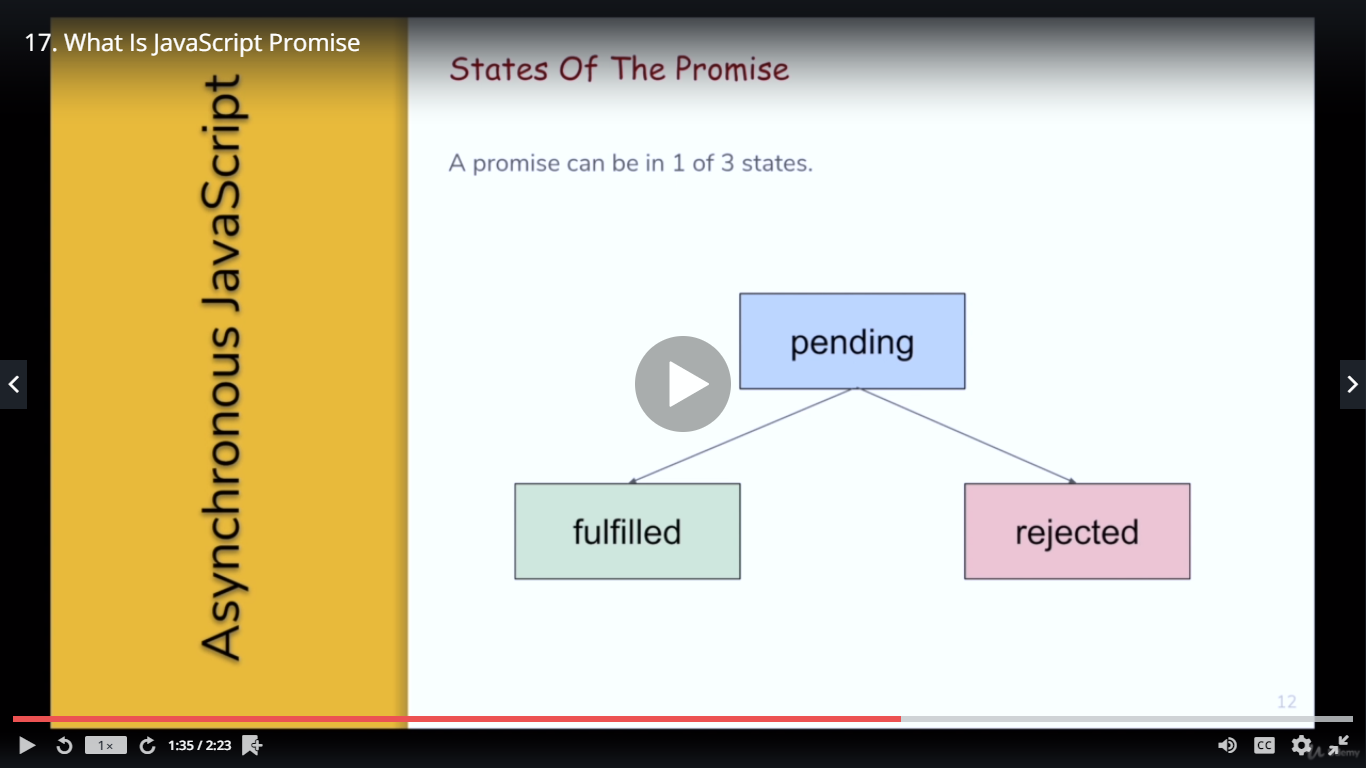 17. What Is JavaScript Promise
Asynchronous JavaScript
States Of The Promise
A promise can be in 1 of 3 states.
pending
fulfilled
rejected
12
1×
1:35 / 2:23
CC